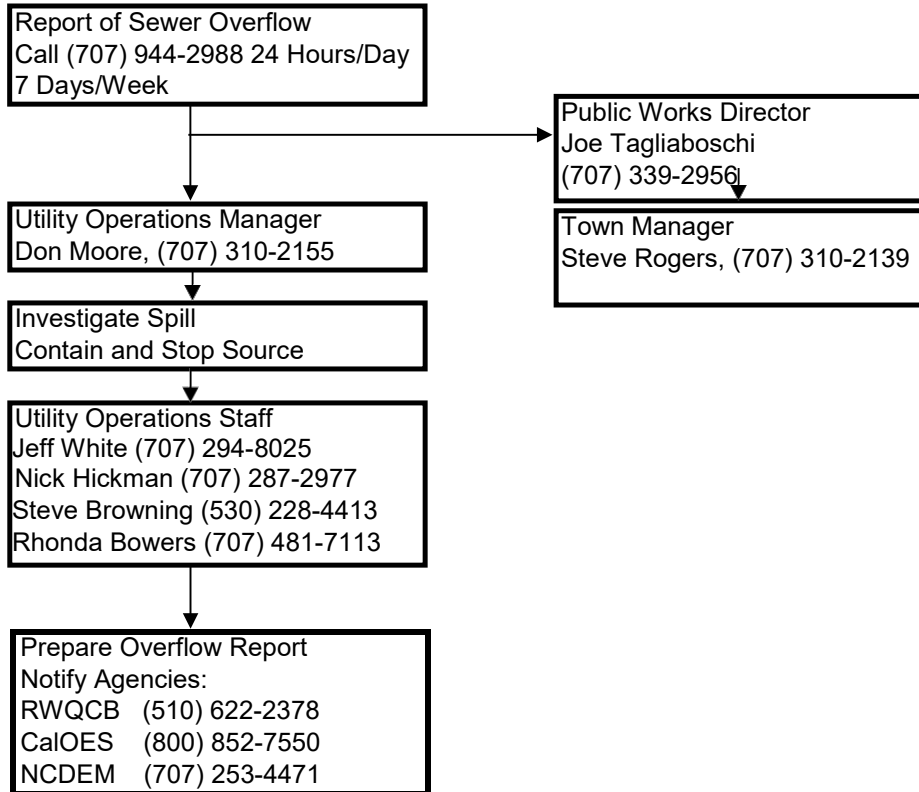 Report of Sewer Overflow
Call (707) 944-2988 24 Hours/Day
7 Days/Week
Public Works Director
Joe Tagliaboschi
(707) 339-2956
Town Manager
Steve Rogers, (707) 310-2139
Utility Operations Manager
Don Moore, (707) 310-2155
Investigate Spill
Contain and Stop Source
Utility Operations Staff
Jeff White (707) 294-8025
Nick Hickman (707) 287-2977
Steve Browning (530) 228-4413
Rhonda Bowers (707) 481-7113
Prepare Overflow Report
Notify Agencies:
RWQCB (510) 622-2378
CalOES (800) 852-7550
NCDEM (707) 253-4471